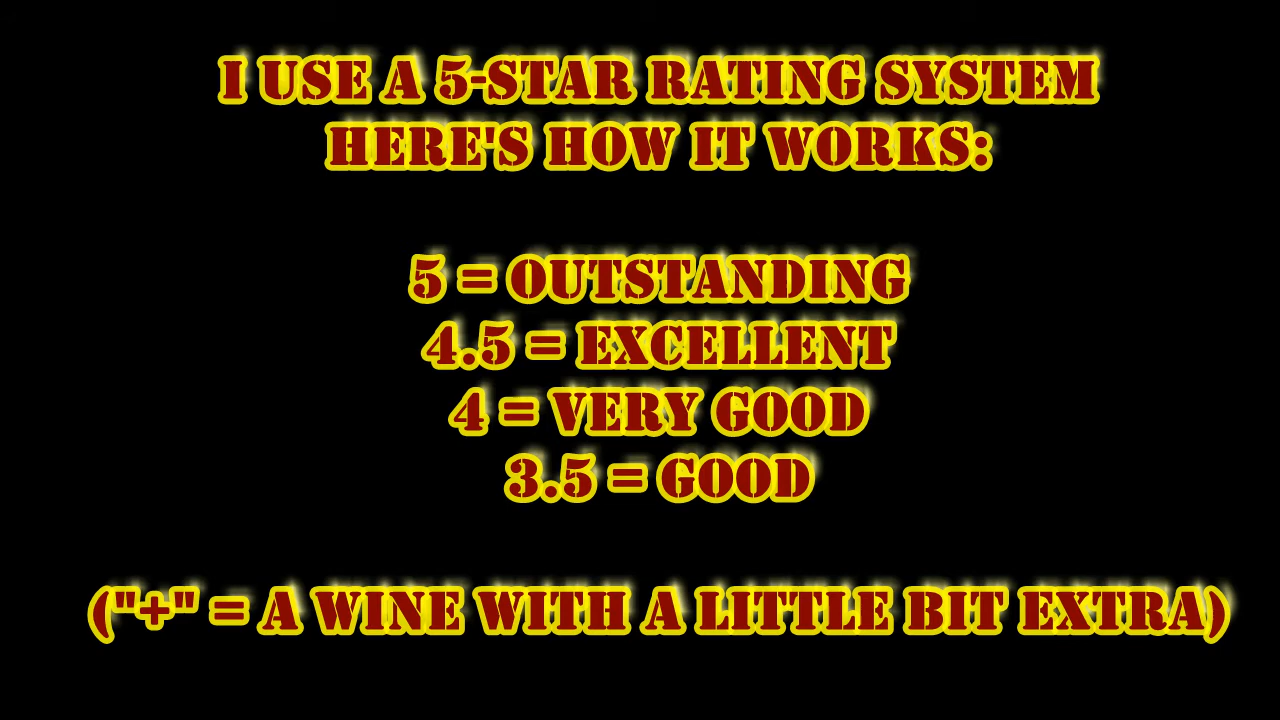 I USE A 5-STAR RATING SYSTEM
HERE'S HOW IT WORKS:
5 = OUTSTANDING
4.5 = EXCELLENT
4 = VERY GOOD
3.5 = GOOD
("+" = A WINE WITH A LITTLE BIT EXTRA)